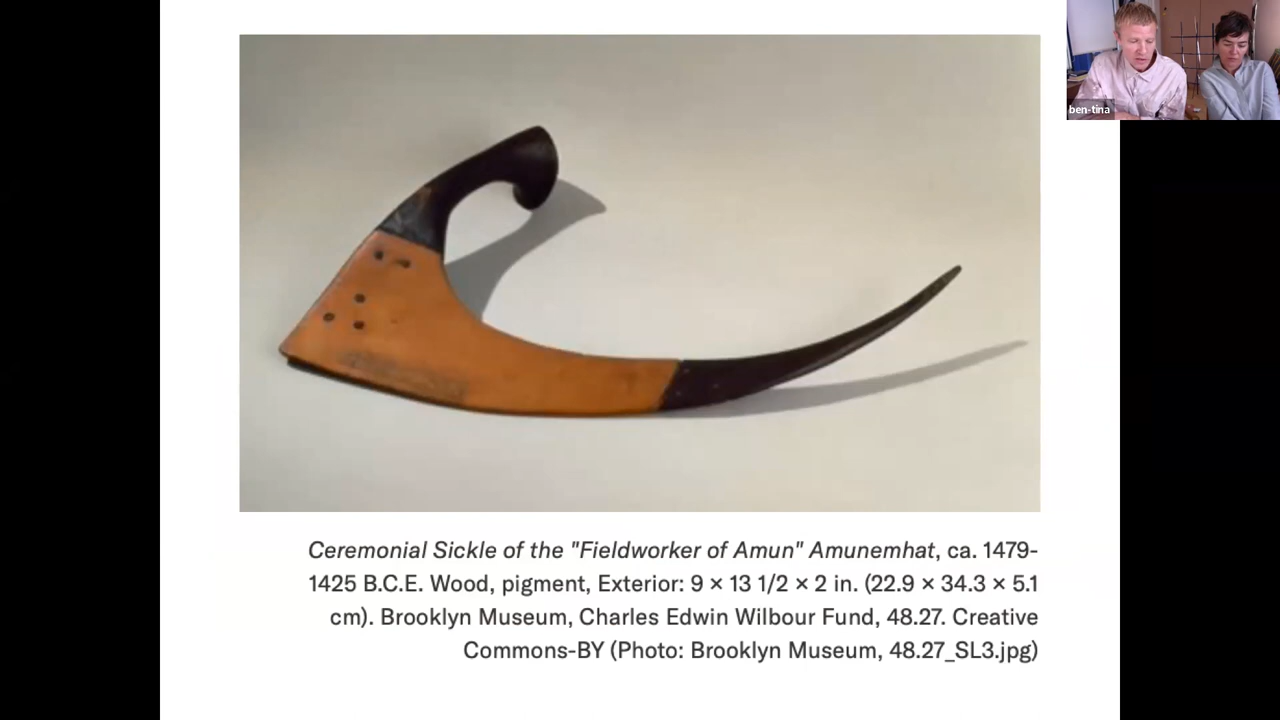 ben-tina
Ceremonial Sickle of the "Fieldworker of Amun" Amunemhat, ca. 1479-
1425 B.C.E. Wood, pigment, Exterior: 9 × 13 1/2 × 2 in. (22.9 × 34.3 × 5.1
cm). Brooklyn Museum, Charles Edwin Wilbour Fund, 48.27. Creative
Commons-BY (Photo: Brooklyn Museum, 48.27_SL3.jpg)